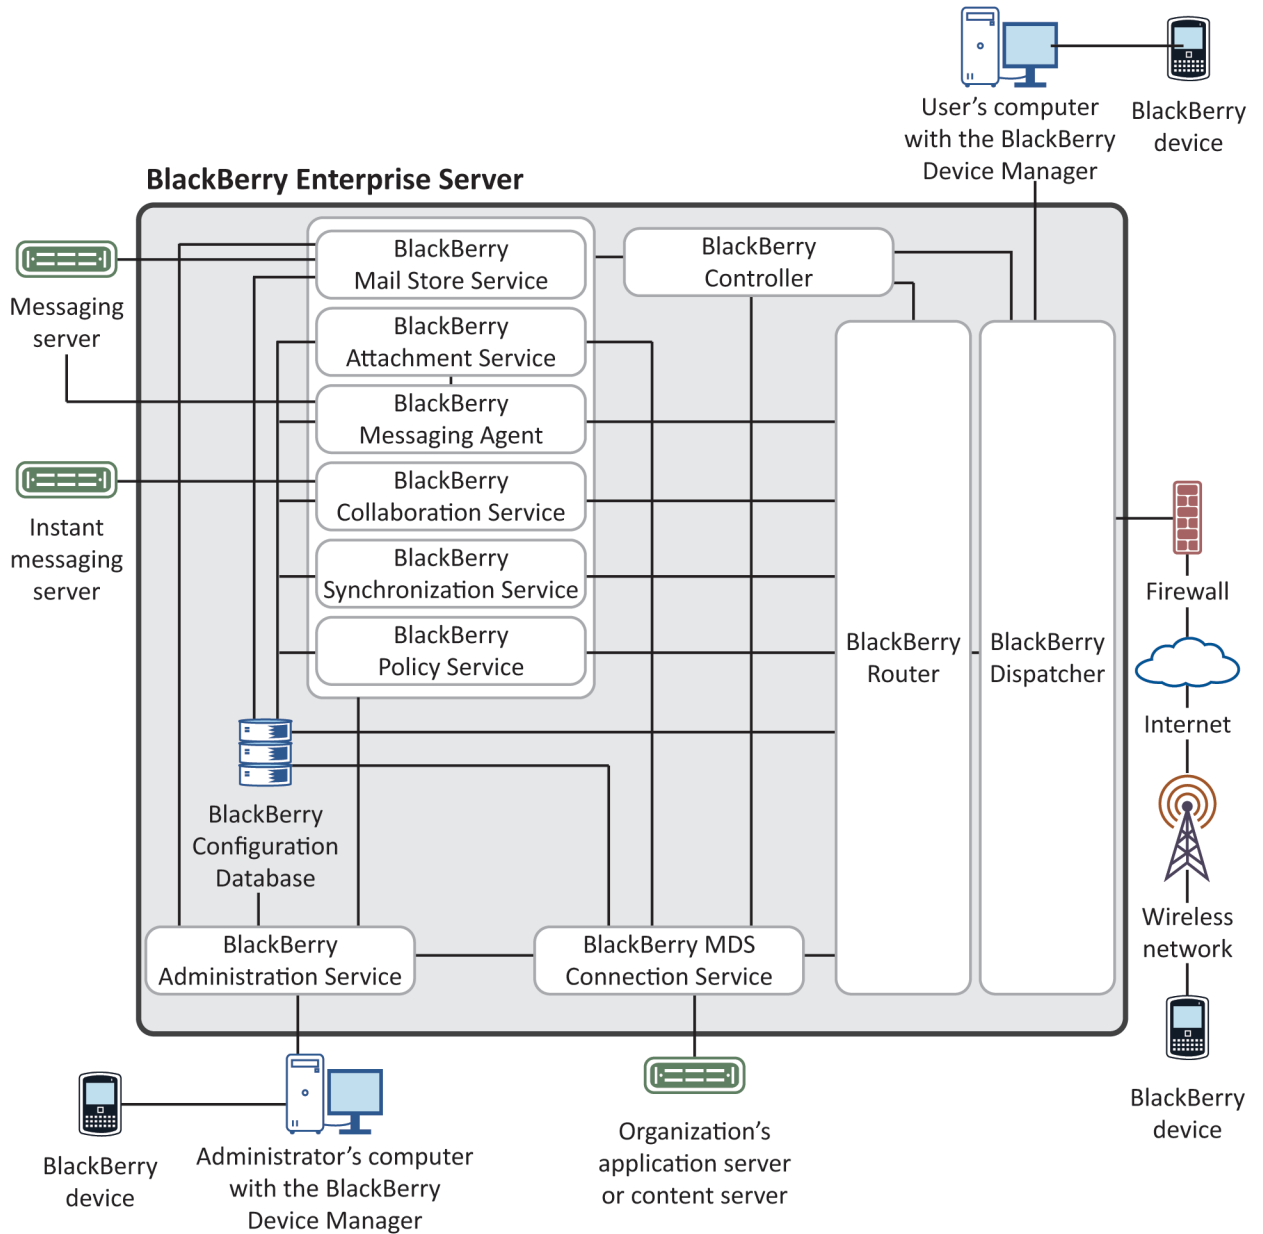 User's computer
with the BlackBerry
Device Manager
BlackBerry
device
BlackBerry Enterprise Server
Messaging
server
Instant
messaging
server
BlackBerry
Mail Store Service
BlackBerry
Attachment Service
BlackBerry
Messaging Agent
BlackBerry
Collaboration Service
BlackBerry
Synchronization Service
BlackBerry
Policy Service
BlackBerry
Controller
BlackBerry
Router
BlackBerry
Dispatcher
Firewall
Internet
Wireless
network
BlackBerry
device
BlackBerry
Configuration
Database
BlackBerry
Administration Service
BlackBerry MDS
Connection Service
BlackBerry
device
Administrator's computer
with the BlackBerry
Device Manager
Organization's
application server
or content server